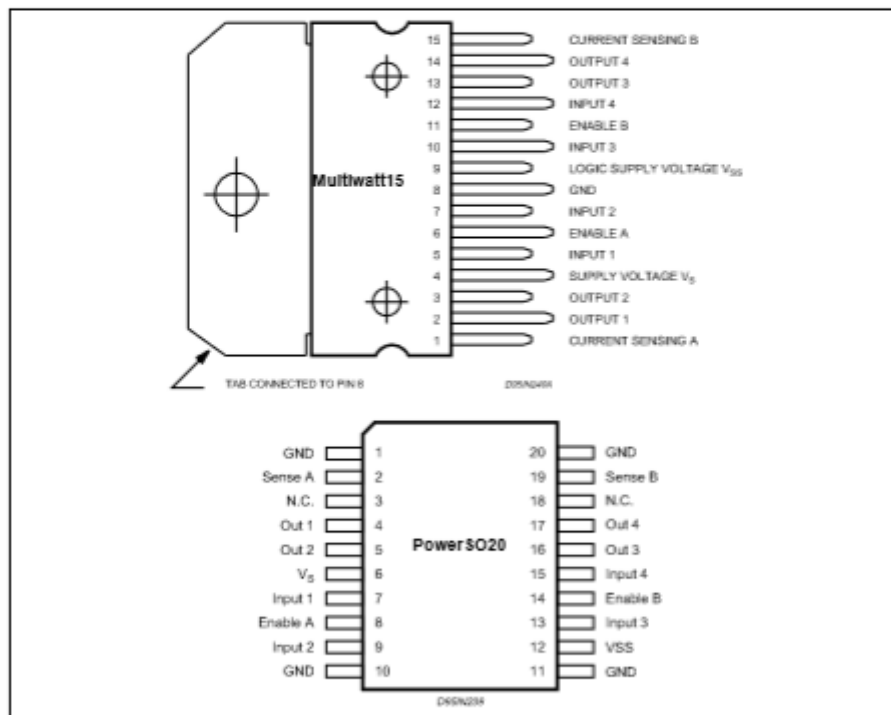 15 CURRENT SENSING B
14 OUTPUT 4
13 OUTPUT 3
12 INPUT 4
11 ENABLE B
10 INPUT 3
9 LOGIC SUPPLY VOLTAGE VSS
8 GND
7 INPUT 2
6 ENABLE A
5 INPUT 1
4 SUPPLY VOLTAGE VS
3 OUTPUT 2
2 OUTPUT 1
1 CURRENT SENSING A
Multiwatt15
TAB CONNECTED TO PIN 8
GND 1 20 GND
Sense A 2 19 Sense B
N.C. 3 18 N.C.
Out 1 4 17 Out 4
Out 2 5 16 Out 3
VS 6 15 Input 4
Input 1 7 14 Enable B
Enable A 8 13 Input 3
Input 2 9 12 VSS
GND 10 11 GND
PowerSO20